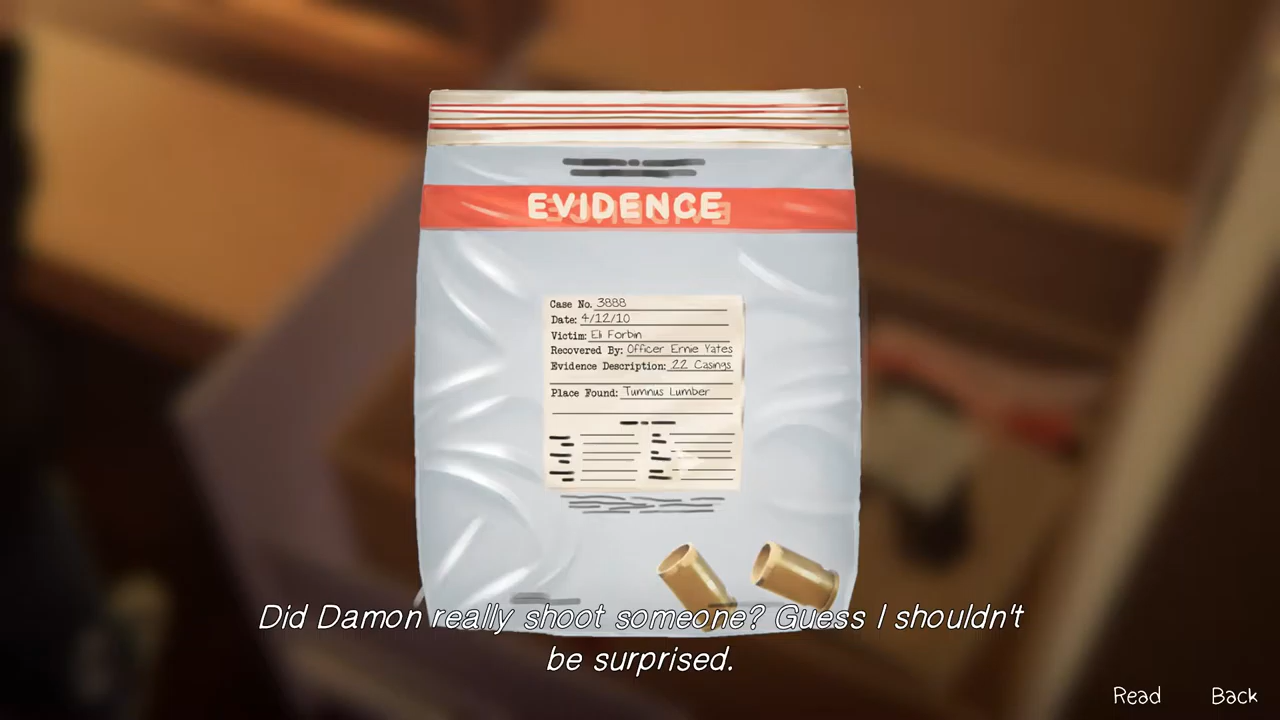 EVIDENCE
Case No. 3888
Date: 4/12/10
Victim: Eli Forbin
Recovered By: Officer Ernie Yates
Evidence Description: .22 Casings
Place Found: Tumnus Lumber
Did Damon really shoot someone? Guess I shouldn't
be surprised.
Read Back